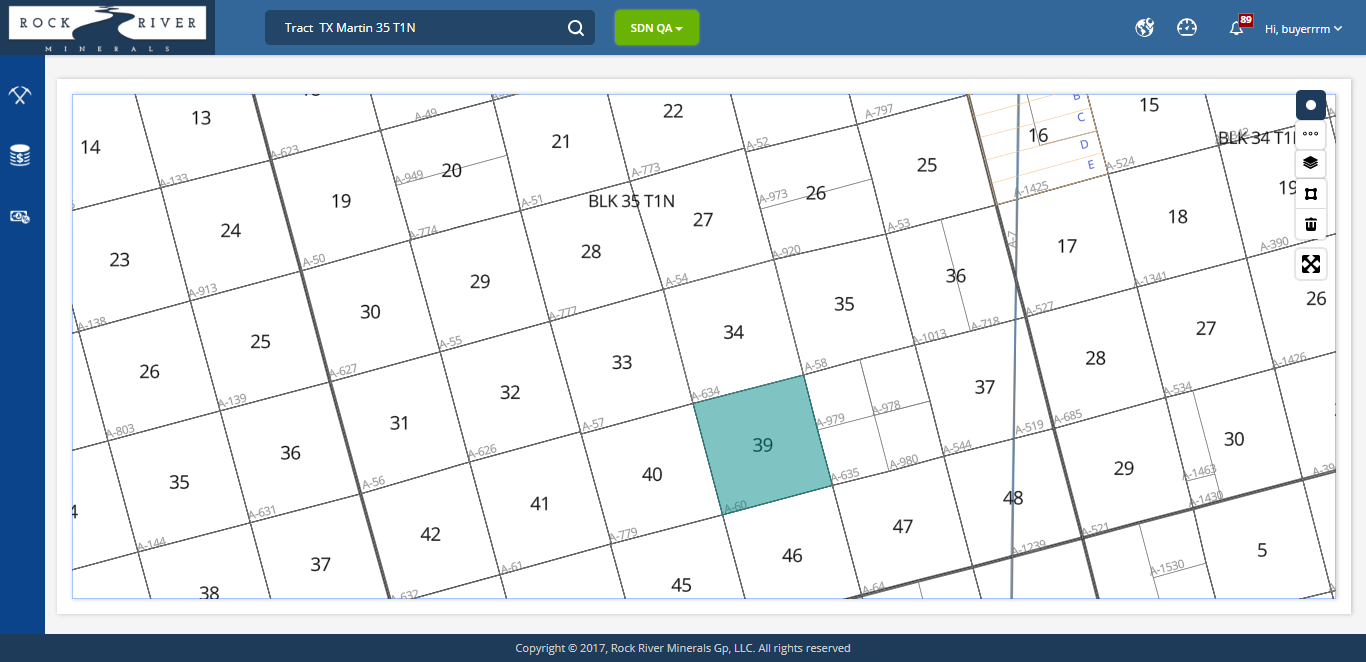 ROCK RIVER
MINERALS
Tract TX Martin 35 T1N
SDN QA
89
Hi, buyerrrm
22
15
B
13
A-49
A-797
C
21
16
14
A-623
A-52
D
BLK 34 T1
20
A-773
25
E
A-524
A-133
A-949
A-973
26
A-1425
19
19
A-51
BLK 35 T1N
27
18
24
A-774
A-53
A-7
17
A-390
23
A-50
28
A-920
29
A-54
36
A-1341
A-913
26
30
A-777
35
A-527
A-138
A-718
27
25
A-55
34
A-1013
26
A-627
33
A-58
28
A-1426
A-139
32
A-634
37
A-534
A-803
31
A-57
A-979
A-978
A-519
A-685
36
A-626
39
A-544
30
35
A-56
40
A-635
A-980
29
A-1463
A-39
A-631
41
A-60
48
A-1430
4
A-144
42
A-779
47
A-521
37
A-61
46
A-1239
5
38
A-632
45
A-64
A-1530
Copyright © 2017, Rock River Minerals Gp, LLC. All rights reserved